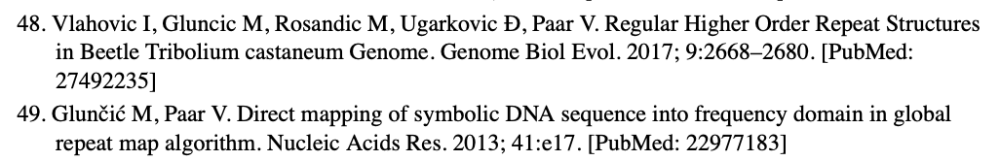 48. Vlahovic I, Gluncic M, Rosandic M, Ugarkovic Đ, Paar V. Regular Higher Order Repeat Structures
in Beetle Tribolium castaneum Genome. Genome Biol Evol. 2017; 9:2668–2680. [PubMed:
27492235]
49. Glunčić M, Paar V. Direct mapping of symbolic DNA sequence into frequency domain in global
repeat map algorithm. Nucleic Acids Res. 2013; 41:e17. [PubMed: 22977183]